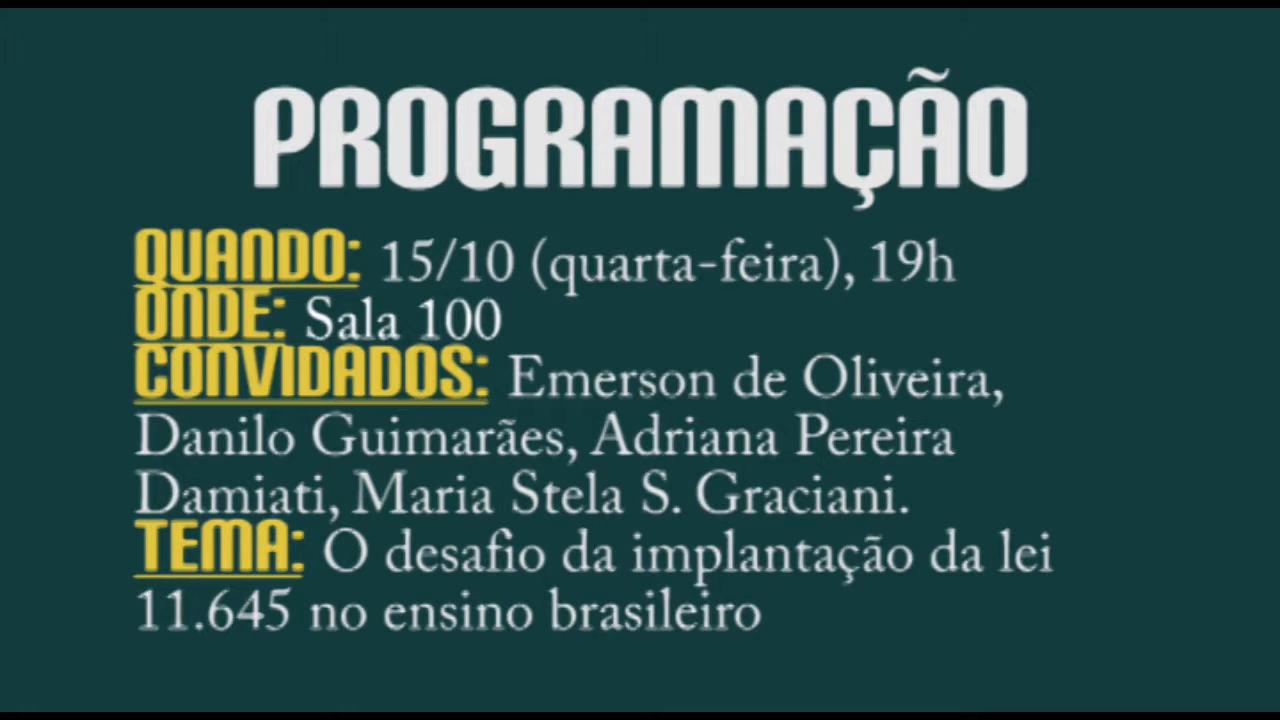 PROGRAMAÇÃO
QUANDO: 15/10 (quarta-feira), 19h
ONDE: Sala 100
CONVIDADOS: Emerson de Oliveira,
Danilo Guimarães, Adriana Pereira
Damiati, Maria Stela S. Graciani.
TEMA: O desafio da implantação da lei
11.645 no ensino brasileiro